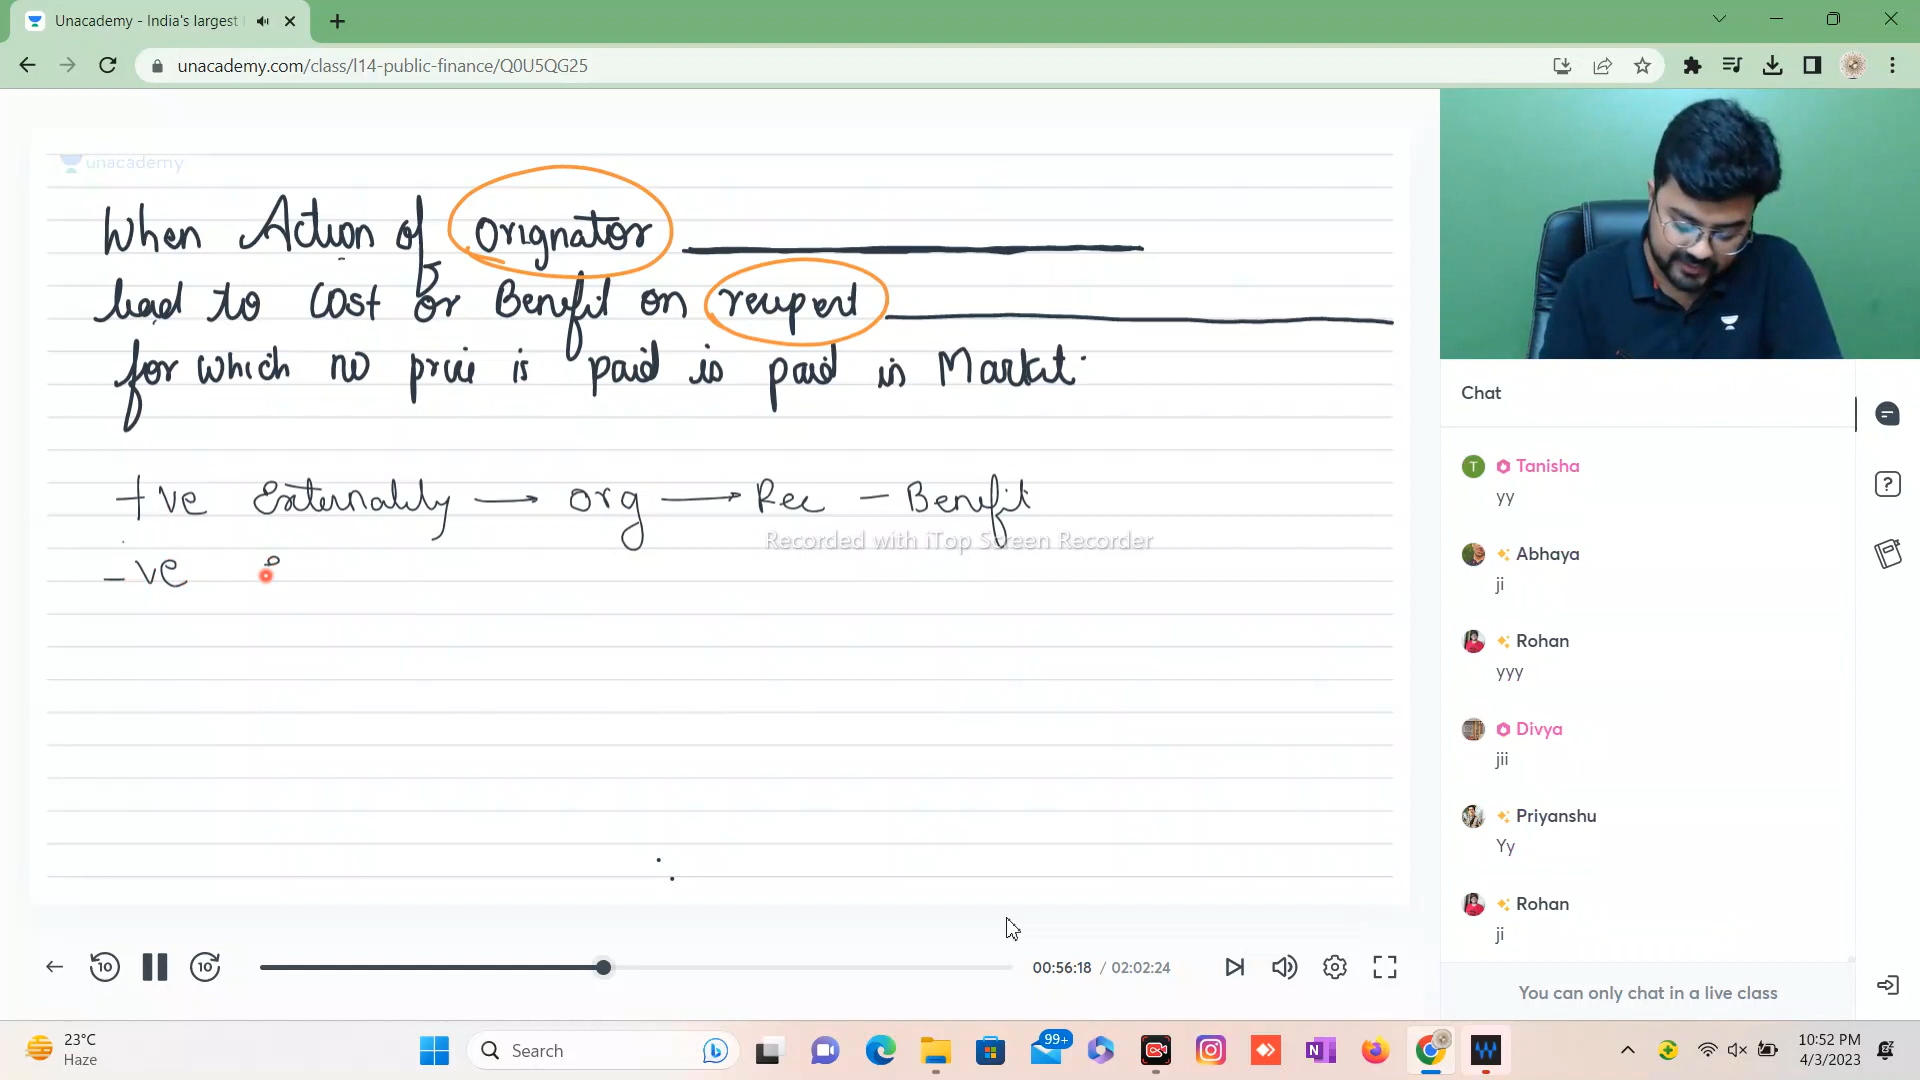 Unacademy - India's largest
unacademy.com/class/l14-public-finance/Q0U5QG25
unacademy
When Action of Orignator
lead to Cost or Benefit on recipent
for which no price is paid is paid in Market.
+ve Externality → Org → Rec - Benefit
-ve
Recorded with iTop Screen Recorder
10
10
00:56:18 / 02:02:24
Chat
T Tanisha
yy
Abhaya
ji
Rohan
yyy
Divya
jii
Priyanshu
Yy
Rohan
ji
You can only chat in a live class
23°C
Haze
Search
99+
10:52 PM
4/3/2023